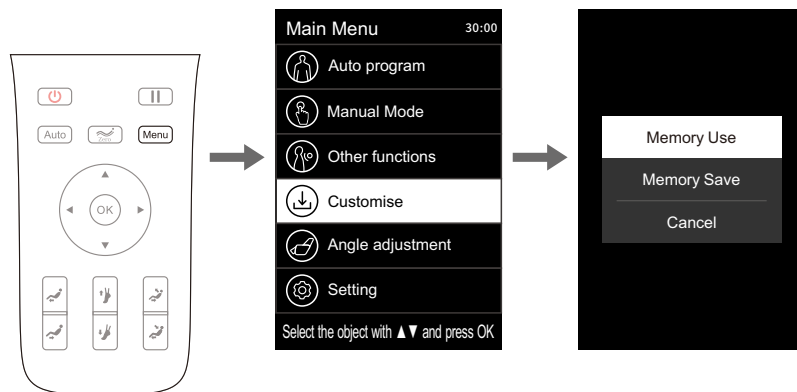 Auto
Zero
Menu
OK
Main Menu 30:00
Auto program
Manual Mode
Other functions
Customise
Angle adjustment
Setting
Select the object with ▲▼ and press OK
Memory Use
Memory Save
Cancel